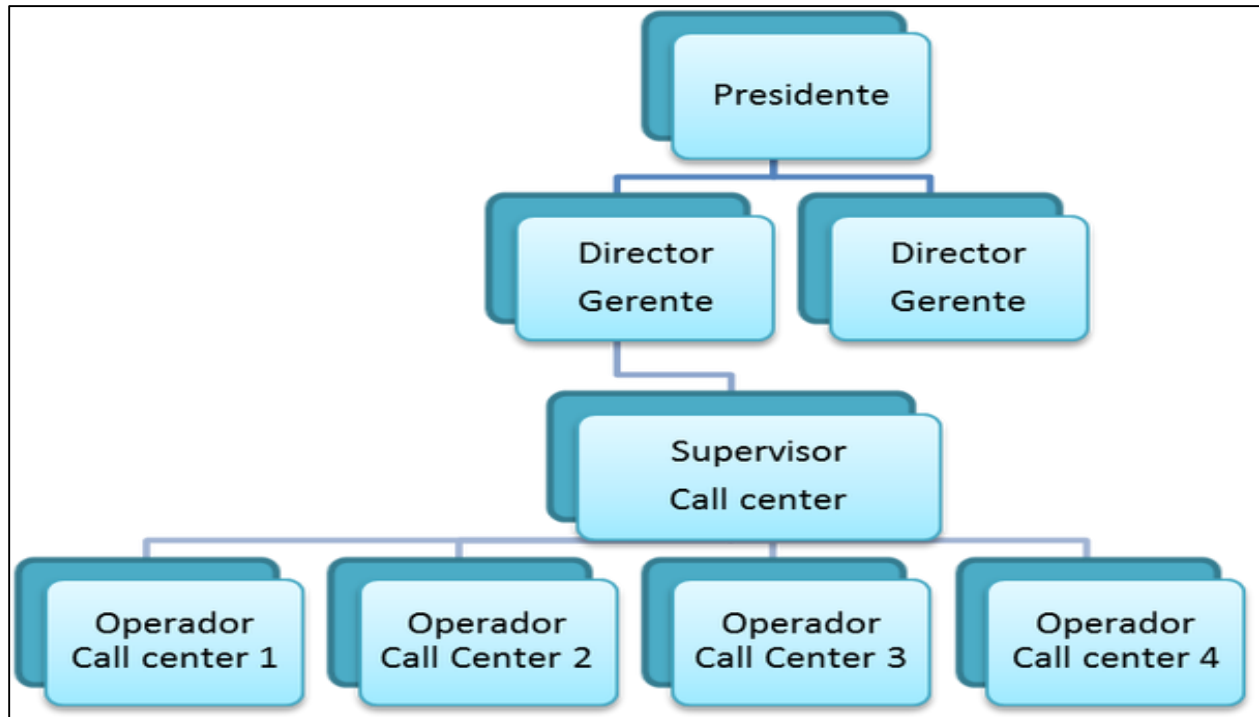 Presidente
Director
Gerente
Director
Gerente
Supervisor
Call center
Operador
Call center 1
Operador
Call Center 2
Operador
Call Center 3
Operador
Call center 4